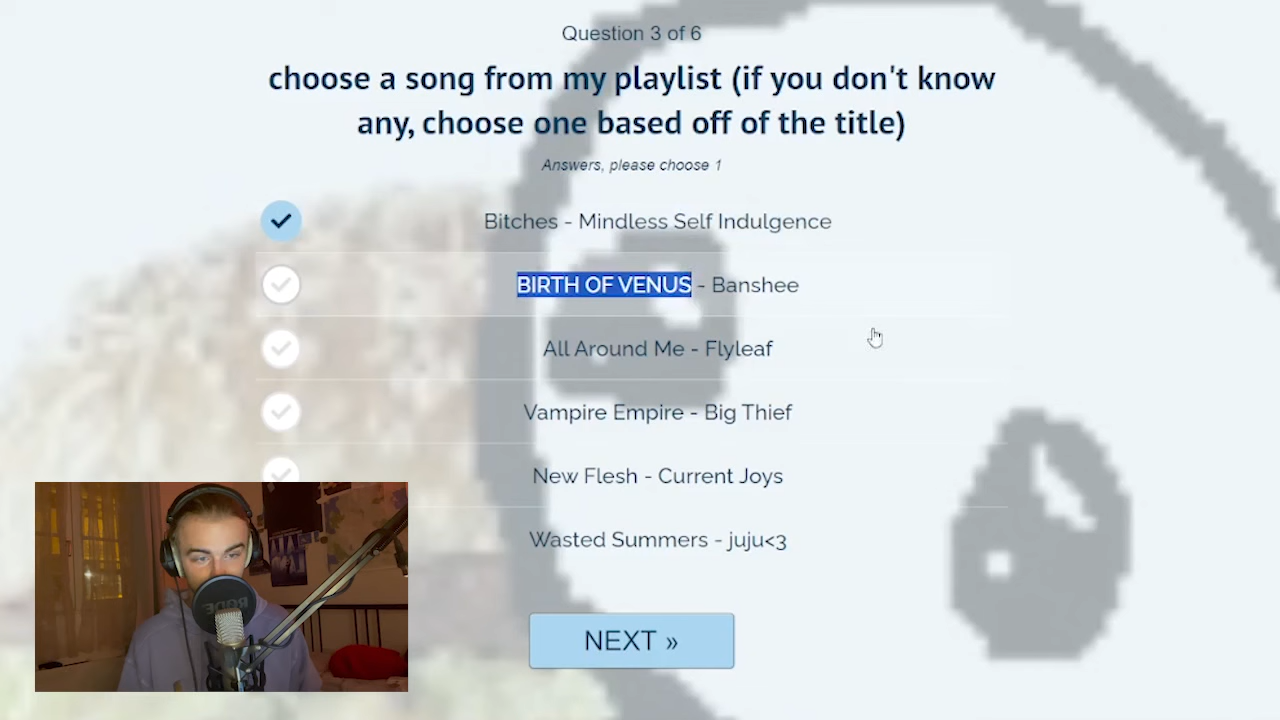 Question 3 of 6
choose a song from my playlist (if you don't know
any, choose one based off of the title)
Answers, please choose 1
Bitches - Mindless Self Indulgence
BIRTH OF VENUS - Banshee
All Around Me - Flyleaf
Vampire Empire - Big Thief
New Flesh - Current Joys
Wasted Summers - juju<3
RODE
NEXT »